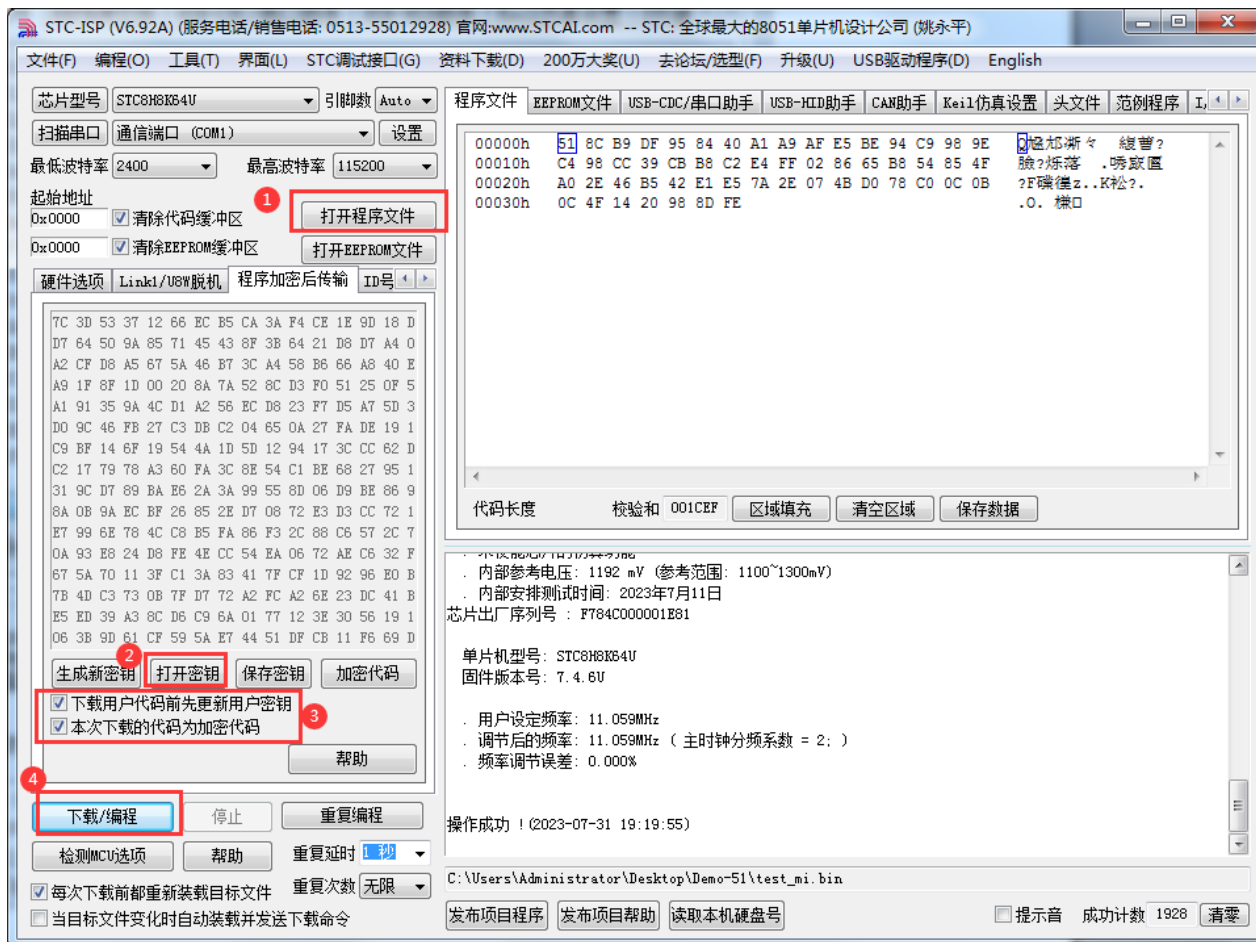 STC-ISP (V6.92A) (服务电话/销售电话: 0513-55012928) 官网:www.STCAI.com -- STC: 全球最大的8051单片机设计公司 (姚永平)
文件(F) 编程(O) 工具(T) 界面(L) STC调试接口(G) 资料下载(D) 200万大奖(U) 去论坛/选型(F) 升级(U) USB驱动程序(D) English
芯片型号 STC8H8K64U 引脚数 Auto
扫描串口 通信端口 (COM1) 设置
最低波特率 2400 最高波特率 115200
起始地址
0x0000 清除代码缓冲区 1 打开程序文件
0x0000 清除EEPROM缓冲区 打开EEPROM文件
硬件选项 Link1/U8W脱机 程序加密后传输 ID号
7C 3D 53 37 12 66 EC B5 CA 3A F4 CE 1E 9D 18 D
D7 64 50 9A 85 71 45 43 8F 3B 64 21 D8 D7 A4 0
A2 CF D8 A5 67 5A 46 B7 3C A4 58 B6 66 A8 40 E
A9 1F 8F 1D 00 20 8A 7A 52 8C D3 F0 51 25 0F 5
A1 91 35 9A 4C D1 A2 56 EC D8 23 F7 D5 A7 5D 3
D0 9C 46 FB 27 C3 DB C2 04 65 0A 27 FA DE 19 1
C9 BF 14 6F 19 54 4A 1D 5D 12 94 17 3C CC 62 D
C2 17 79 78 A3 60 FA 3C 8E 54 C1 BE 68 27 95 1
31 9C D7 89 BA E6 2A 3A 99 55 8D 06 D9 BE 86 9
8A 0B 9A EC BF 26 85 2E D7 08 72 E3 D3 CC 72 1
E7 99 6E 78 4C C8 B5 FA 86 F3 2C 88 C6 57 2C 7
0A 93 E8 24 D8 FE 4E CC 54 EA 06 72 AE C6 32 F
67 5A 70 11 3F C1 3A 83 41 7F CF 1D 92 96 E0 B
7B 4D C3 73 0B 7F D7 72 A2 FC A2 6E 23 DC 41 B
E5 ED 39 A3 8C D6 C9 6A 01 77 12 3E 30 56 19 1
06 3B 9D 61 CF 59 5A E7 44 51 DF CB 11 F6 69 D
2
生成新密钥 打开密钥 保存密钥 加密代码
下载用户代码前先更新用户密钥
本次下载的代码为加密代码
3
帮助
4
下载/编程 停止 重复编程
检测MCU选项 帮助 重复延时 1 秒
每次下载前都重新装载目标文件 重复次数 无限
当目标文件变化时自动装载并发送下载命令
程序文件 EEPROM文件 USB-CDC/串口助手 USB-HID助手 CAN助手 Keil仿真设置 头文件 范例程序 I,
00000h 51 8C B9 DF 95 84 40 A1 A9 AF E5 BE 94 C9 98 9E
00010h C4 98 CC 39 CB B8 C2 E4 FF 02 86 65 B8 54 85 4F
00020h A0 2E 46 B5 42 E1 E5 7A 2E 07 4B D0 78 C0 0C 0B
00030h 0C 4F 14 20 98 8D FE
代码长度 校验和 001CEF 区域填充 清空区域 保存数据
. 内部参考电压: 1192 mV (参考范围: 1100~1300mV)
. 内部安排测试时间: 2023年7月11日
芯片出厂序列号 : F784C000001E81
单片机型号: STC8H8K64U
固件版本号: 7.4.6U
. 用户设定频率: 11.059MHz
. 调节后的频率: 11.059MHz ( 主时钟分频系数 = 2; )
. 频率调节误差: 0.000%
操作成功 !(2023-07-31 19:19:55)
C:\Users\Administrator\Desktop\Demo-51\test_mi.bin
发布项目程序 发布项目帮助 读取本机硬盘号 提示音 成功计数 1928 清零